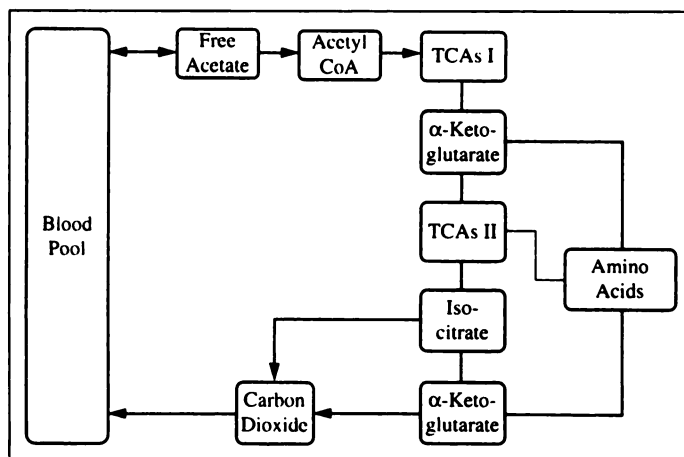 Free
Acetate
Acetyl
CoA
TCAs I
α-Keto-
glutarate
Blood
Pool
TCAs II
Amino
Acids
Iso-
citrate
Carbon
Dioxide
α-Keto-
glutarate